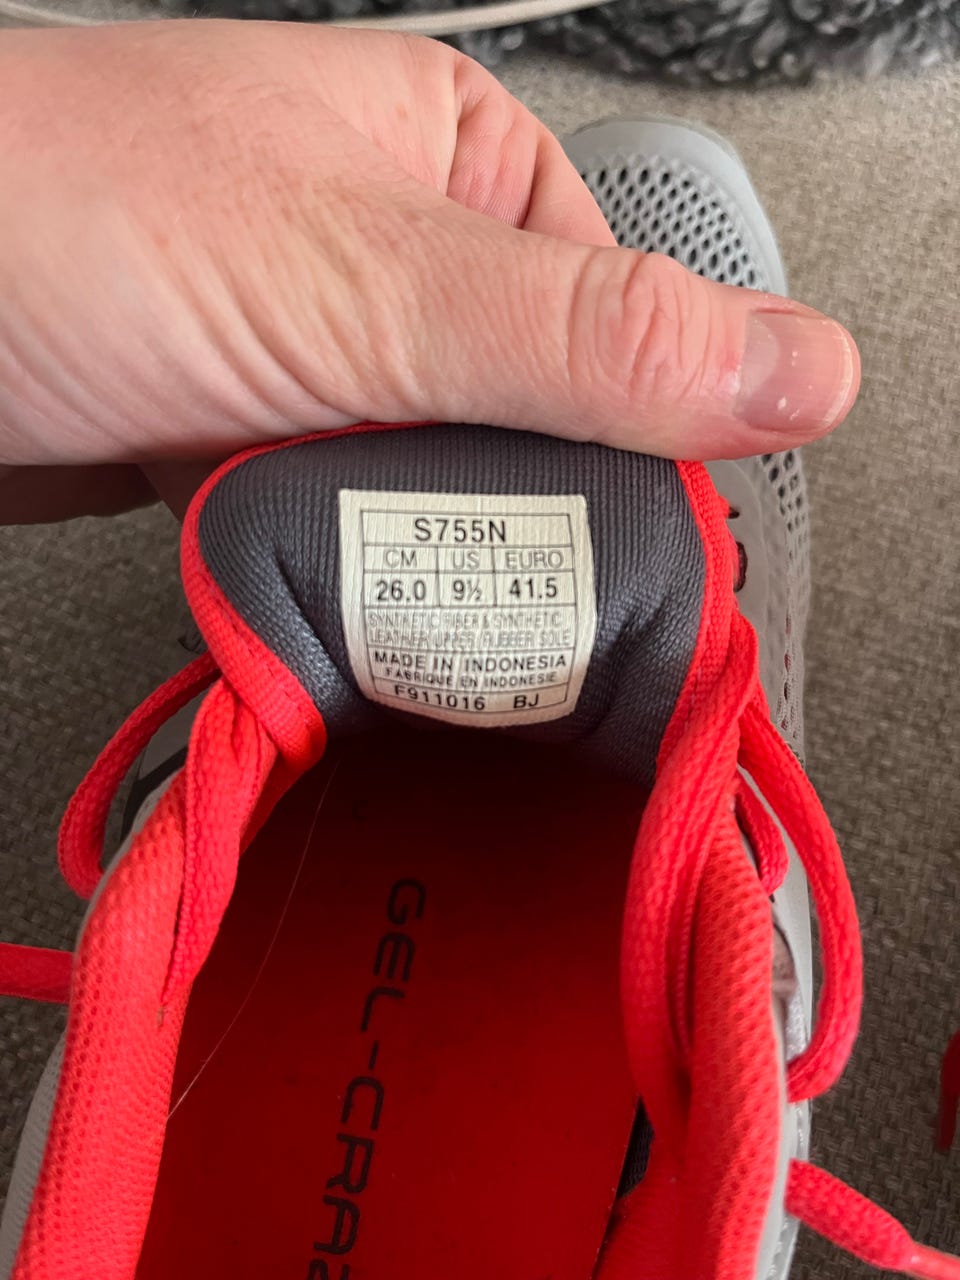 S755N
CM US EURO
26.0 9½ 41.5
SYNTHETIC FIBER & SYNTHETIC
LEATHER UPPER / RUBBER SOLE
MADE IN INDONESIA
FABRIQUE EN INDONESIE
F911016 BJ
GEL-CRAZ